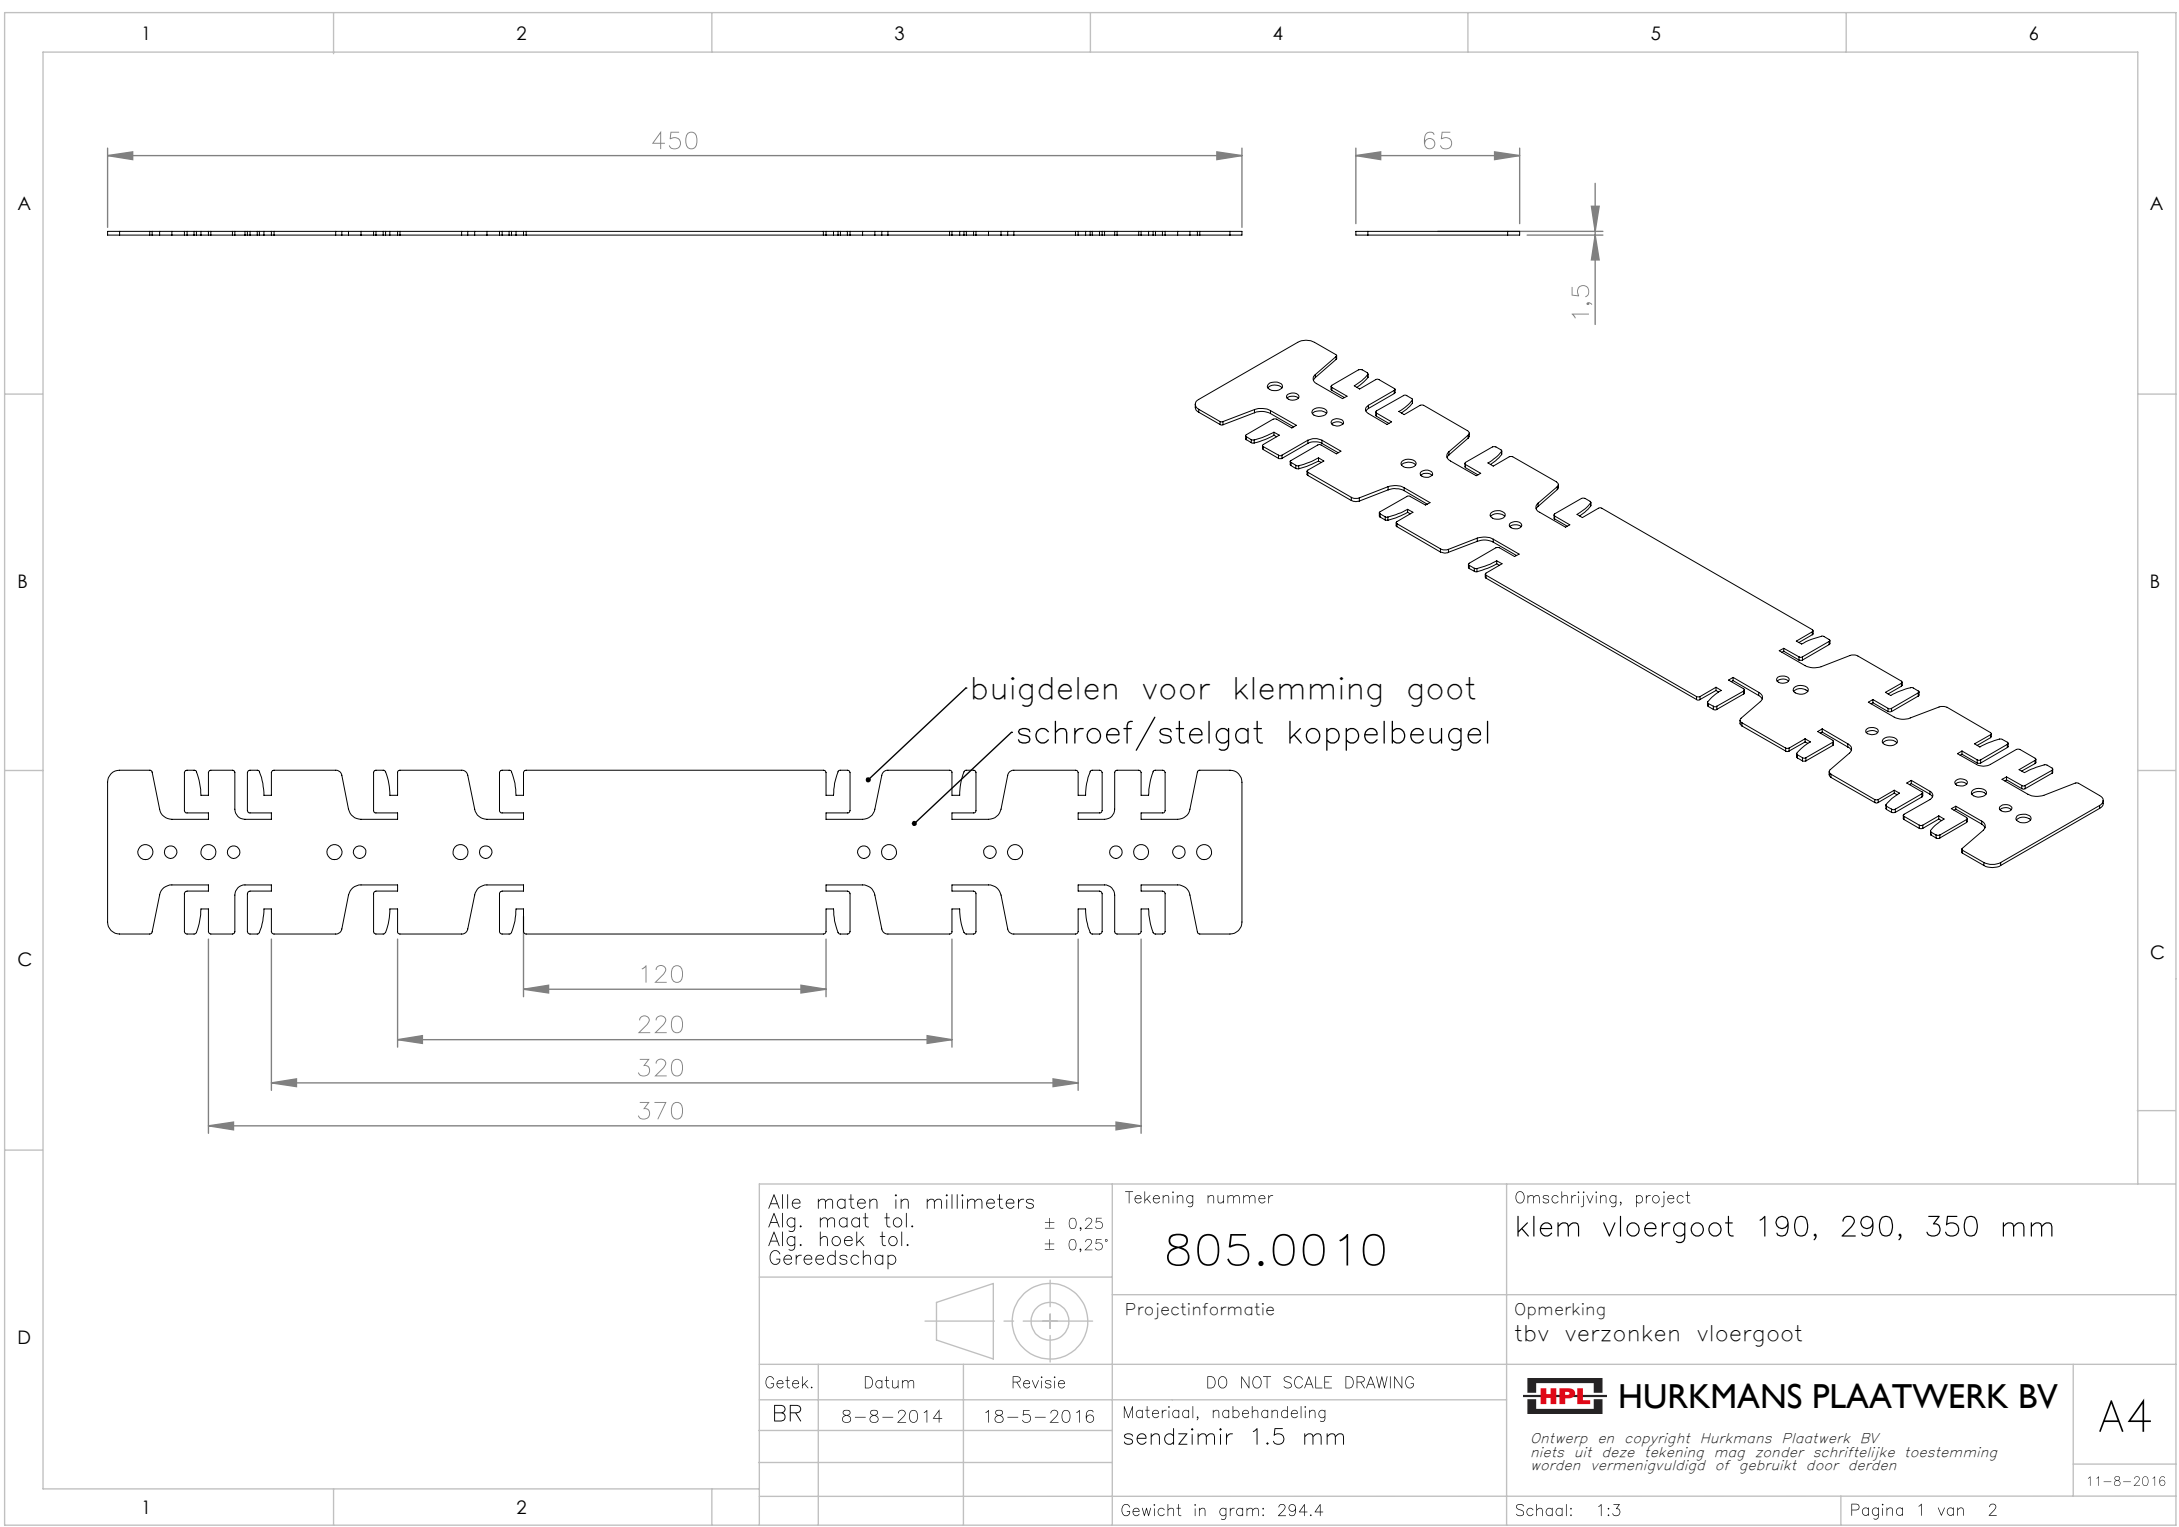 1 2 3 4 5 6
450
65
A A
1,5
B B
buigdelen voor klemming goot
schroef/stelgat koppelbeugel
C C
120
220
320
370
Alle maten in millimeters
Alg. maat tol. ± 0,25
Alg. hoek tol. ± 0,25°
Gereedschap
Tekening nummer
805.0010
Omschrijving, project
klem vloergoot 190, 290, 350 mm
Projectinformatie
Opmerking
tbv verzonken vloergoot
D
Getek. Datum Revisie
BR 8-8-2014 18-5-2016
DO NOT SCALE DRAWING
Materiaal, nabehandeling
sendzimir 1.5 mm
HPL HURKMANS PLAATWERK BV
Ontwerp en copyright Hurkmans Plaatwerk BV
niets uit deze tekening mag zonder schriftelijke toestemming
worden vermenigvuldigd of gebruikt door derden
A4
11-8-2016
1 2
Gewicht in gram: 294.4
Schaal: 1:3
Pagina 1 van 2